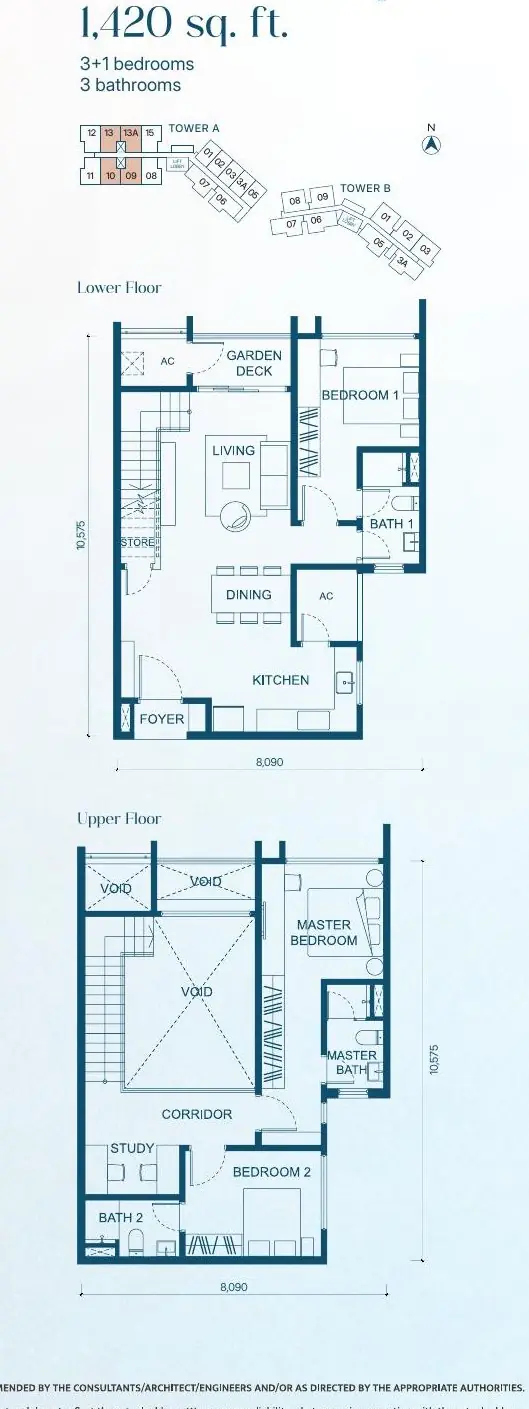 1,420 sq. ft.
3+1 bedrooms
3 bathrooms
TOWER A
12 13 13A 15
11 10 09 08
LIFT LOBBY
01 02 03 3A 05
07 06
N
TOWER B
08 09
07 06
LIFT LOBBY
01 02 03
05 3A
Lower Floor
AC
GARDEN
DECK
BEDROOM 1
LIVING
BATH 1
STORE
10,575
DINING
AC
KITCHEN
FOYER
8,090
Upper Floor
VOID
VOID
MASTER
BEDROOM
VOID
MASTER
BATH
10,575
CORRIDOR
STUDY
BEDROOM 2
BATH 2
8,090
MENDED BY THE CONSULTANTS/ARCHITECT/ENGINEERS AND/OR AS DIRECTED BY THE APPROPRIATE AUTHORITIES.